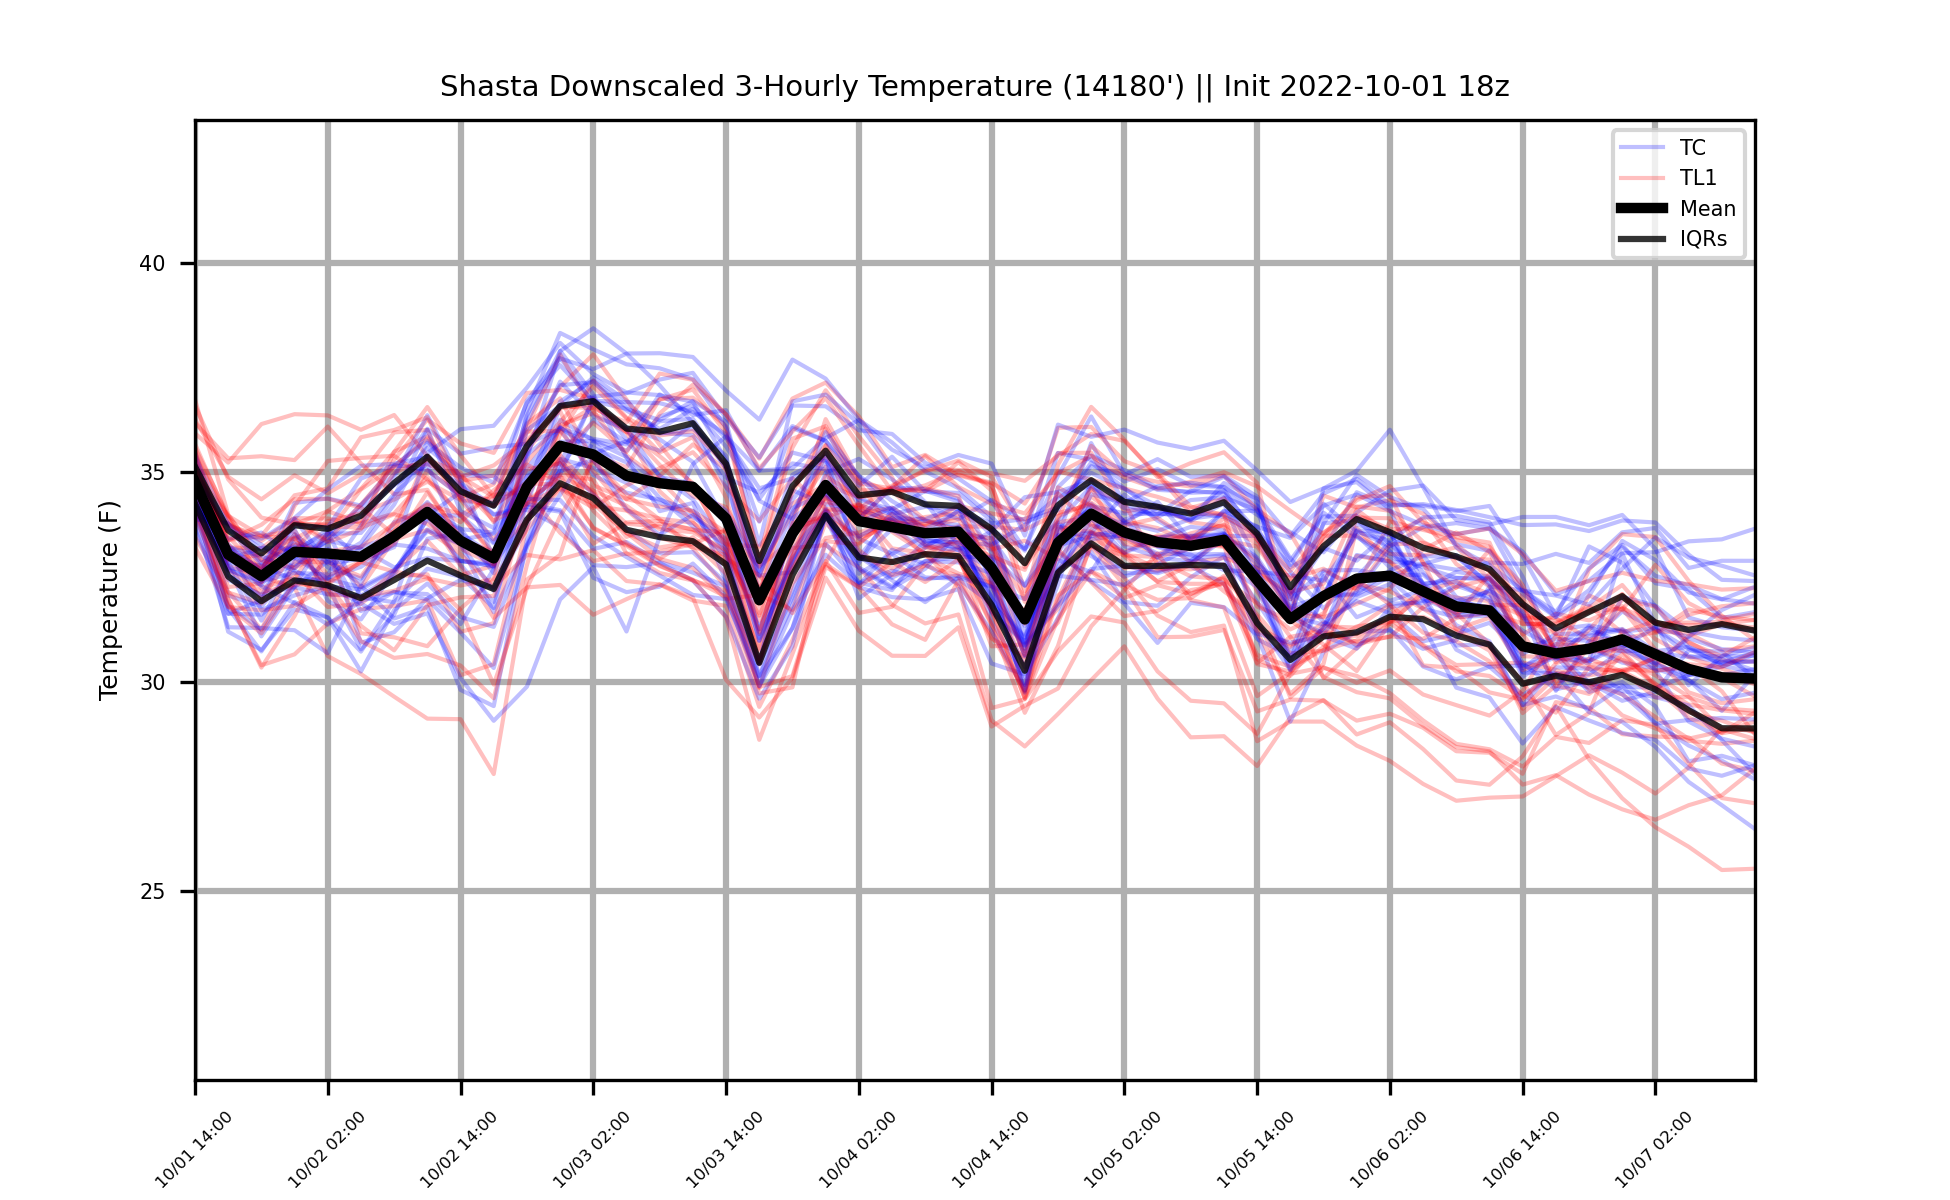 Shasta Downscaled 3-Hourly Temperature (14180') || Init 2022-10-01 18z
TC
TL1
Mean
IQRs
Temperature (F)
40
35
30
25
10/01 14:00
10/02 02:00
10/02 14:00
10/03 02:00
10/03 14:00
10/04 02:00
10/04 14:00
10/05 02:00
10/05 14:00
10/06 02:00
10/06 14:00
10/07 02:00